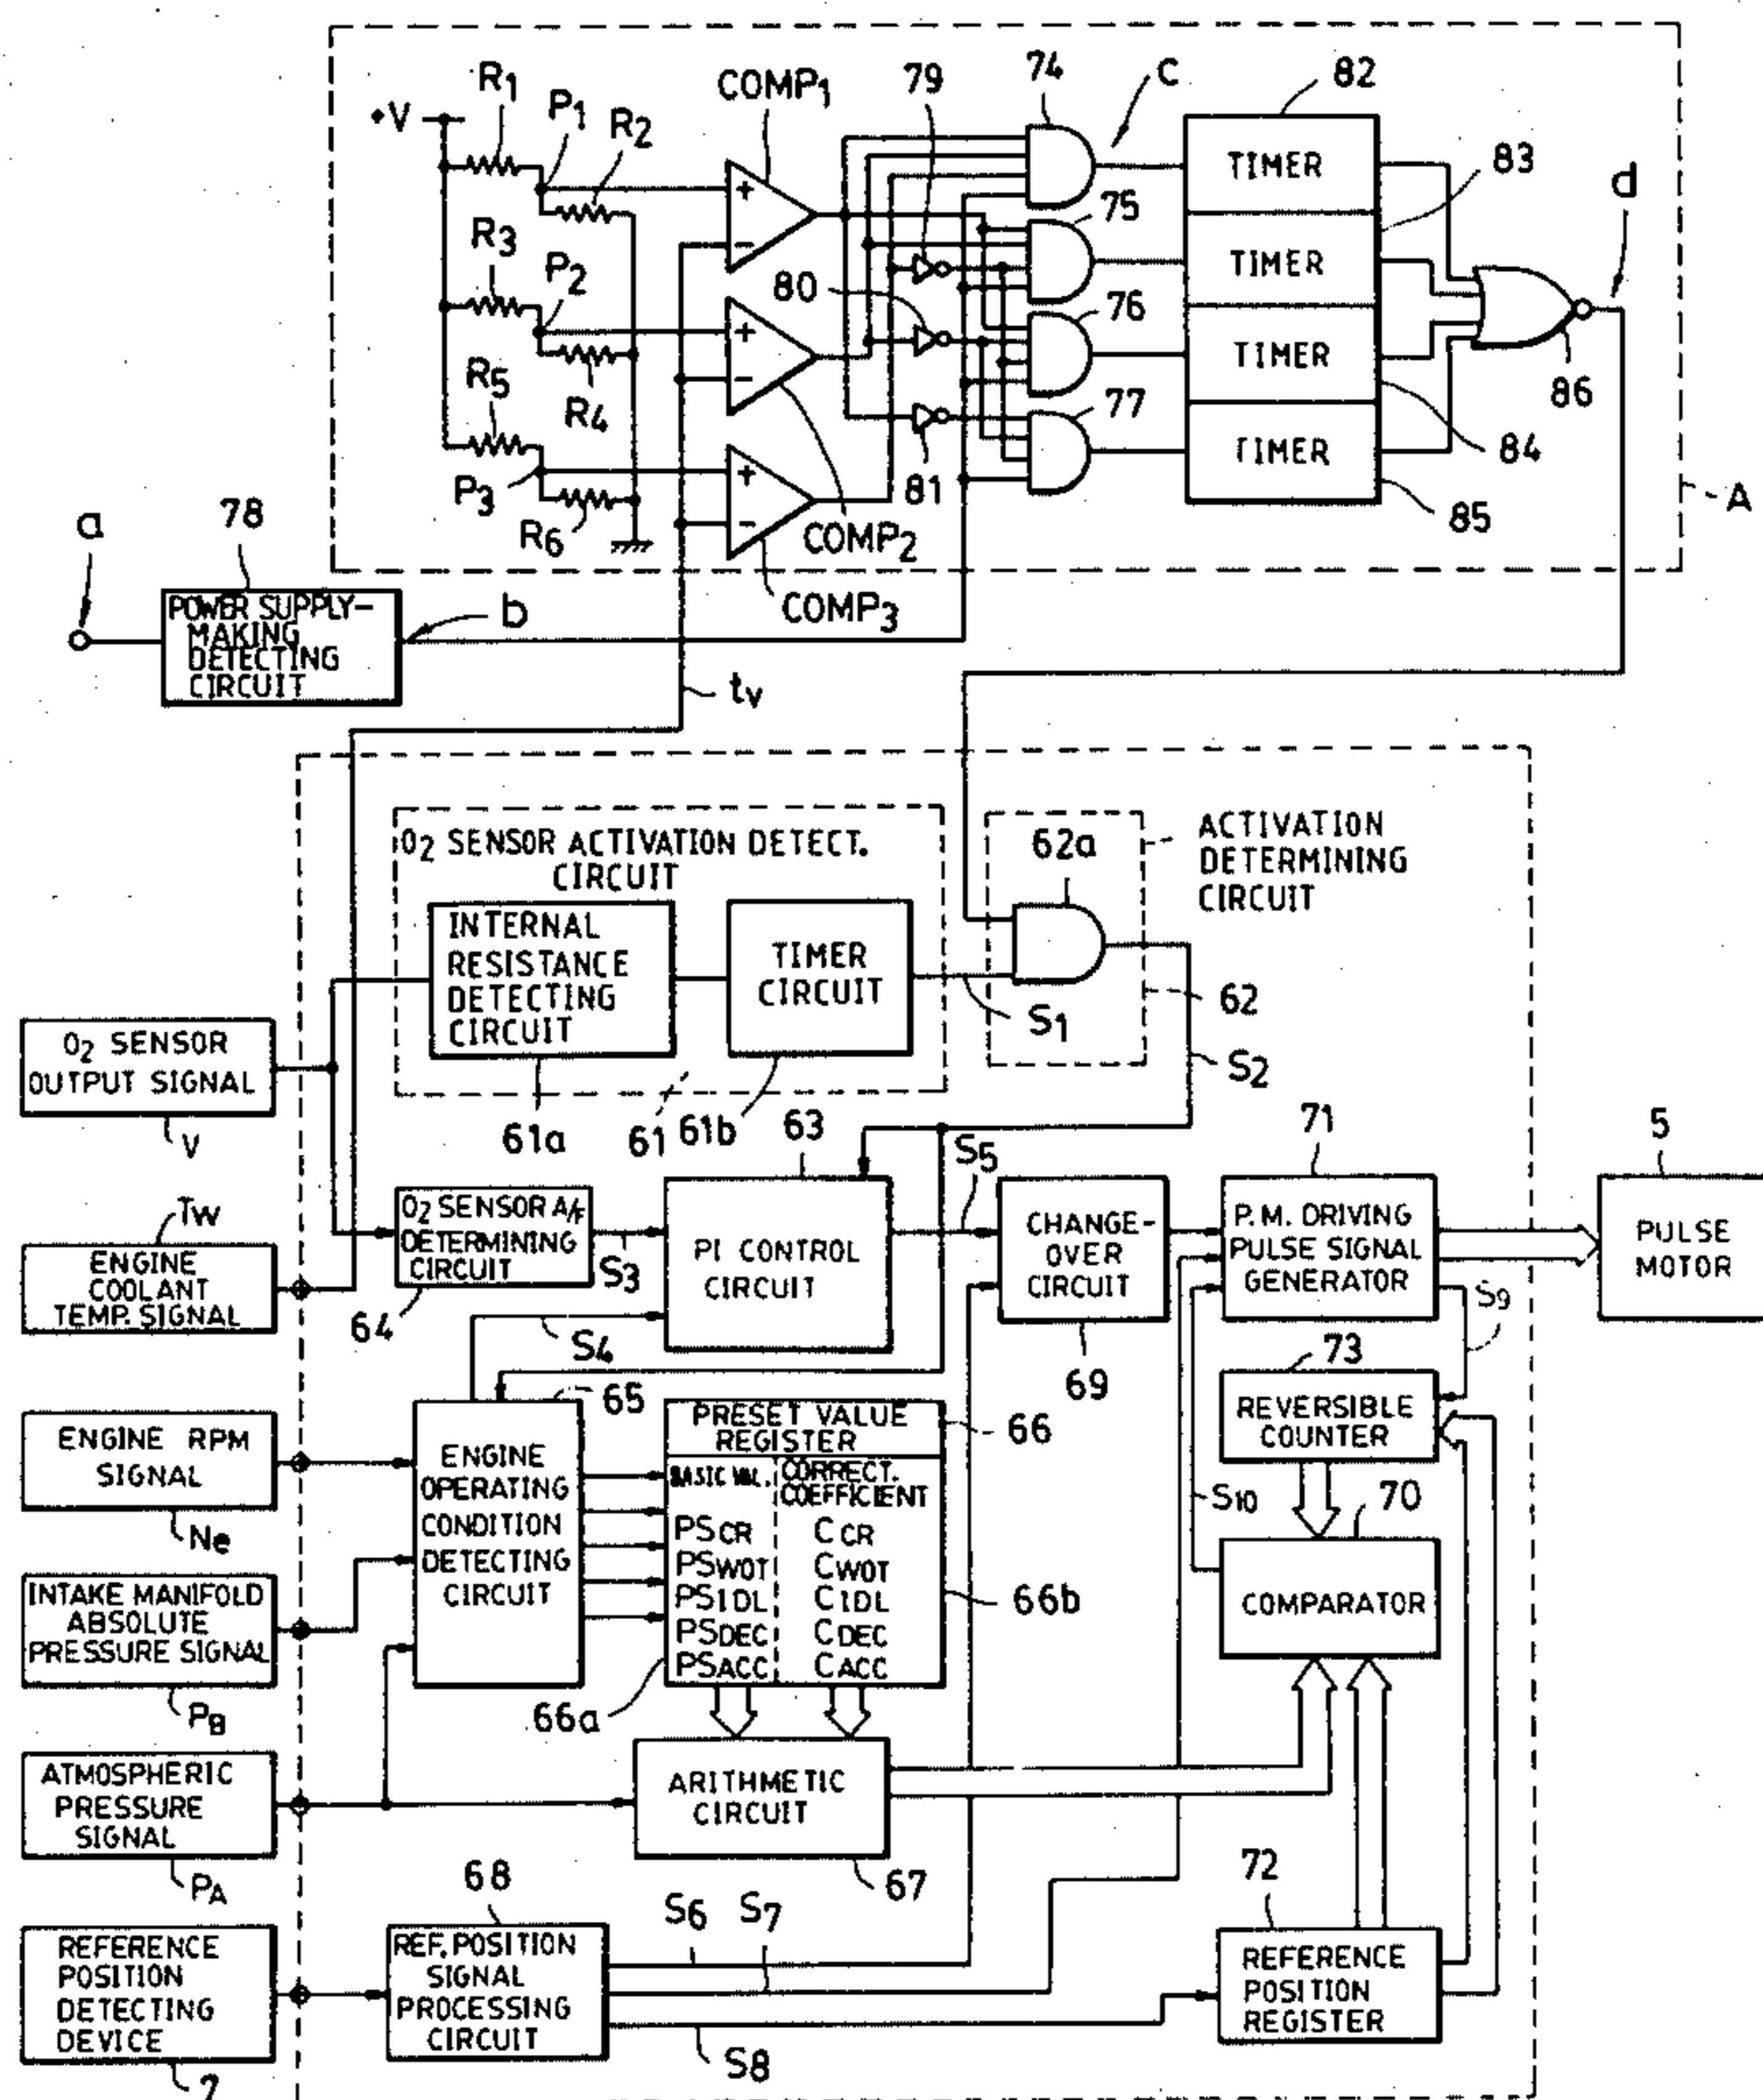 +V
R1
P1
R2
COMP1
79
74
C
82
TIMER
83
d
R3
P2
80
75
TIMER
76
R5
R4
TIMER
86
77
P3
R6
81
TIMER
84
85
A
COMP2
COMP3
a
78
POWER SUPPLY-
MAKING
DETECTING
CIRCUIT
b
tv
O2 SENSOR ACTIVATION DETECT.
CIRCUIT
62a
ACTIVATION
DETERMINING
CIRCUIT
INTERNAL
RESISTANCE
DETECTING
CIRCUIT
TIMER
CIRCUIT
S1
62
S2
O2 SENSOR
OUTPUT SIGNAL
V
61a
61
61b
63
S5
71
5
TW
ENGINE
COOLANT
TEMP. SIGNAL
O2 SENSOR A/F
DETERMINING
CIRCUIT
S3
64
PI CONTROL
CIRCUIT
CHANGE-
OVER
CIRCUIT
P.M. DRIVING
PULSE SIGNAL
GENERATOR
PULSE
MOTOR
S9
S4
69
73
65
ENGINE RPM
SIGNAL
Ne
ENGINE
OPERATING
CONDITION
DETECTING
CIRCUIT
PRESET VALUE
REGISTER
66
BASIC VAL.
CORRECT.
COEFFICIENT
PSCR
CCR
PSWOT
CWOT
PSIDL
CIDL
PSDEC
CDEC
PSACC
CACC
66b
66a
REVERSIBLE
COUNTER
S10
70
COMPARATOR
INTAKE MANIFOLD
ABSOLUTE
PRESSURE SIGNAL
PB
ATMOSPHERIC
PRESSURE
SIGNAL
PA
ARITHMETIC
CIRCUIT
67
68
S6
S7
72
REFERENCE
POSITION
DETECTING
DEVICE
REF. POSITION
SIGNAL
PROCESSING
CIRCUIT
S8
REFERENCE
POSITION
REGISTER